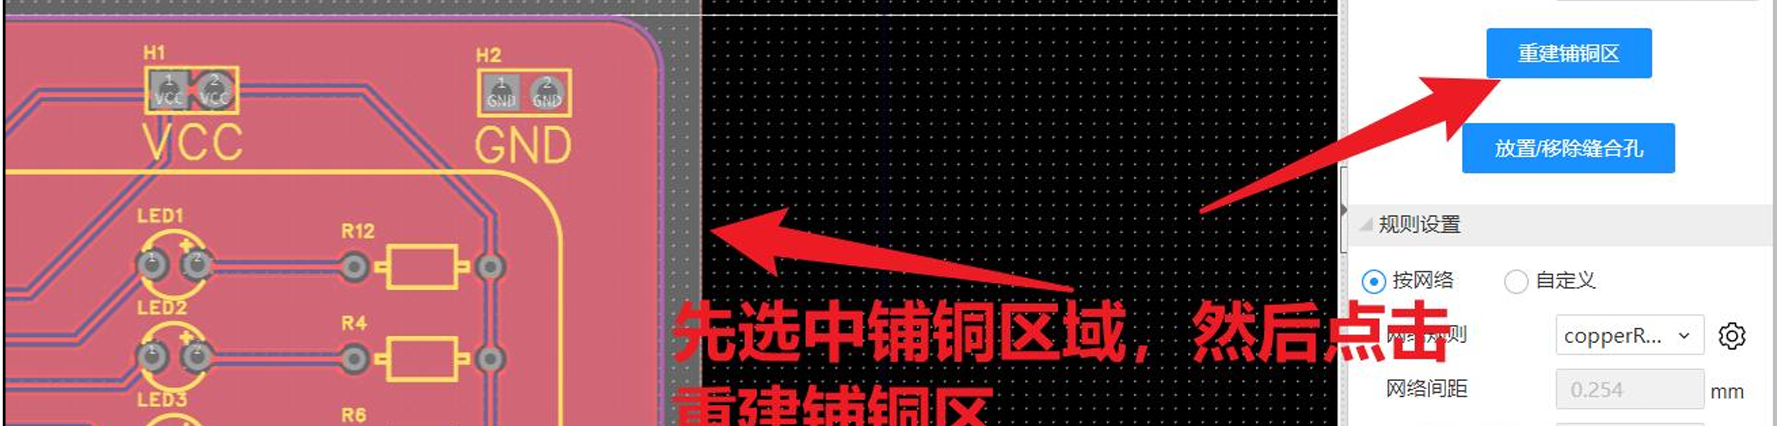 H1
1 2
VCC VCC
VCC
H2
1 2
GND GND
GND
LED1
1 2
R12
LED2
1 2
R4
LED3
R6
先选中铺铜区域，然后点击
重建铺铜区
重建铺铜区
放置/移除缝合孔
规则设置
按网络 自定义
网络规则 copperR...
网络间距 0.254 mm